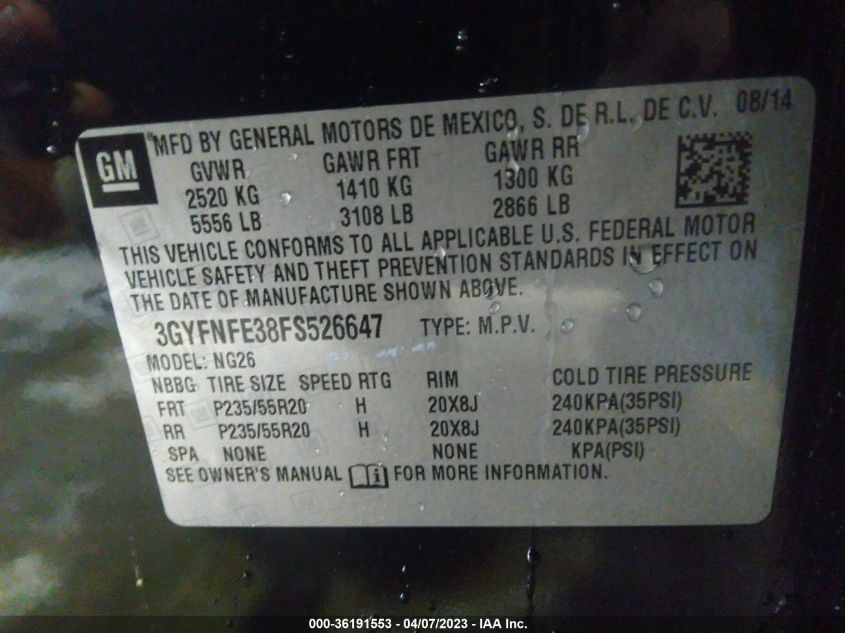 GM
MFD BY GENERAL MOTORS DE MEXICO, S. DE R.L. DE C.V. 08/14
GVWR GAWR FRT GAWR RR
2520 KG 1410 KG 1300 KG
5556 LB 3108 LB 2866 LB
THIS VEHICLE CONFORMS TO ALL APPLICABLE U.S. FEDERAL MOTOR
VEHICLE SAFETY AND THEFT PREVENTION STANDARDS IN EFFECT ON
THE DATE OF MANUFACTURE SHOWN ABOVE.
3GYFNFE38FS526647 TYPE: M.P.V.
MODEL: NG26
NBBG TIRE SIZE SPEED RTG RIM COLD TIRE PRESSURE
FRT P235/55R20 H 20X8J 240KPA(35PSI)
RR P235/55R20 H 20X8J 240KPA(35PSI)
SPA NONE NONE KPA(PSI)
SEE OWNER'S MANUAL FOR MORE INFORMATION.
000-36191553 — 04/07/2023 - IAA Inc.